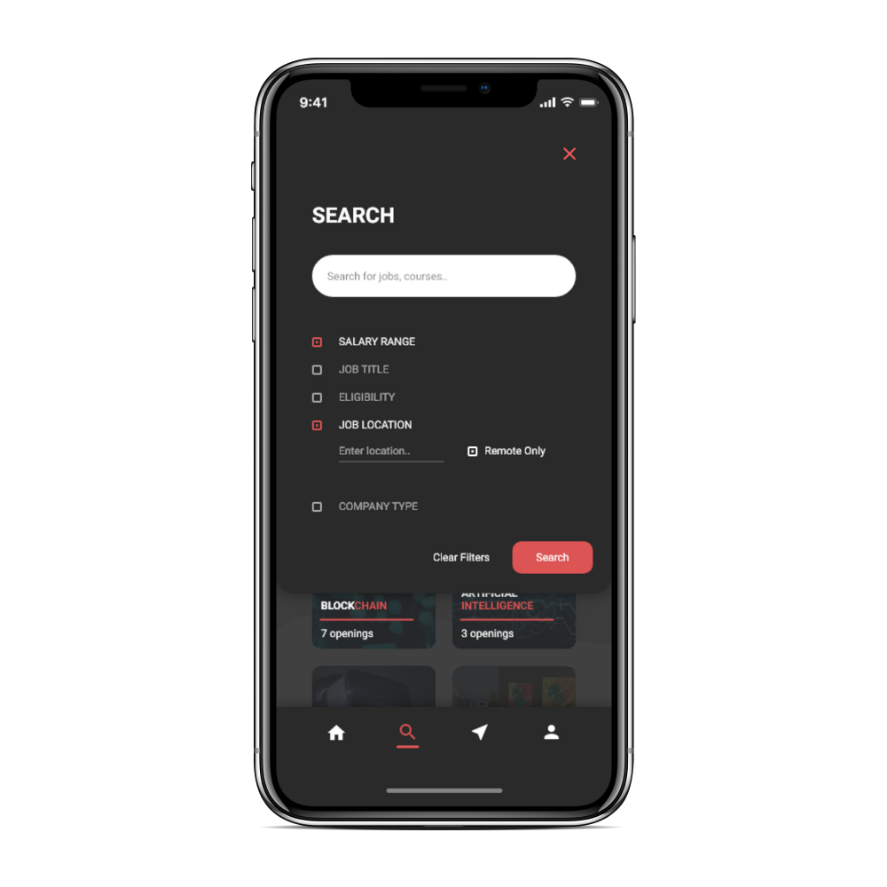 9:41
SEARCH
Search for jobs, courses..
SALARY RANGE
JOB TITLE
ELIGIBILITY
JOB LOCATION
Enter location.. Remote Only
COMPANY TYPE
Clear Filters Search
ARTIFICIAL
BLOCKCHAIN INTELLIGENCE
7 openings 3 openings